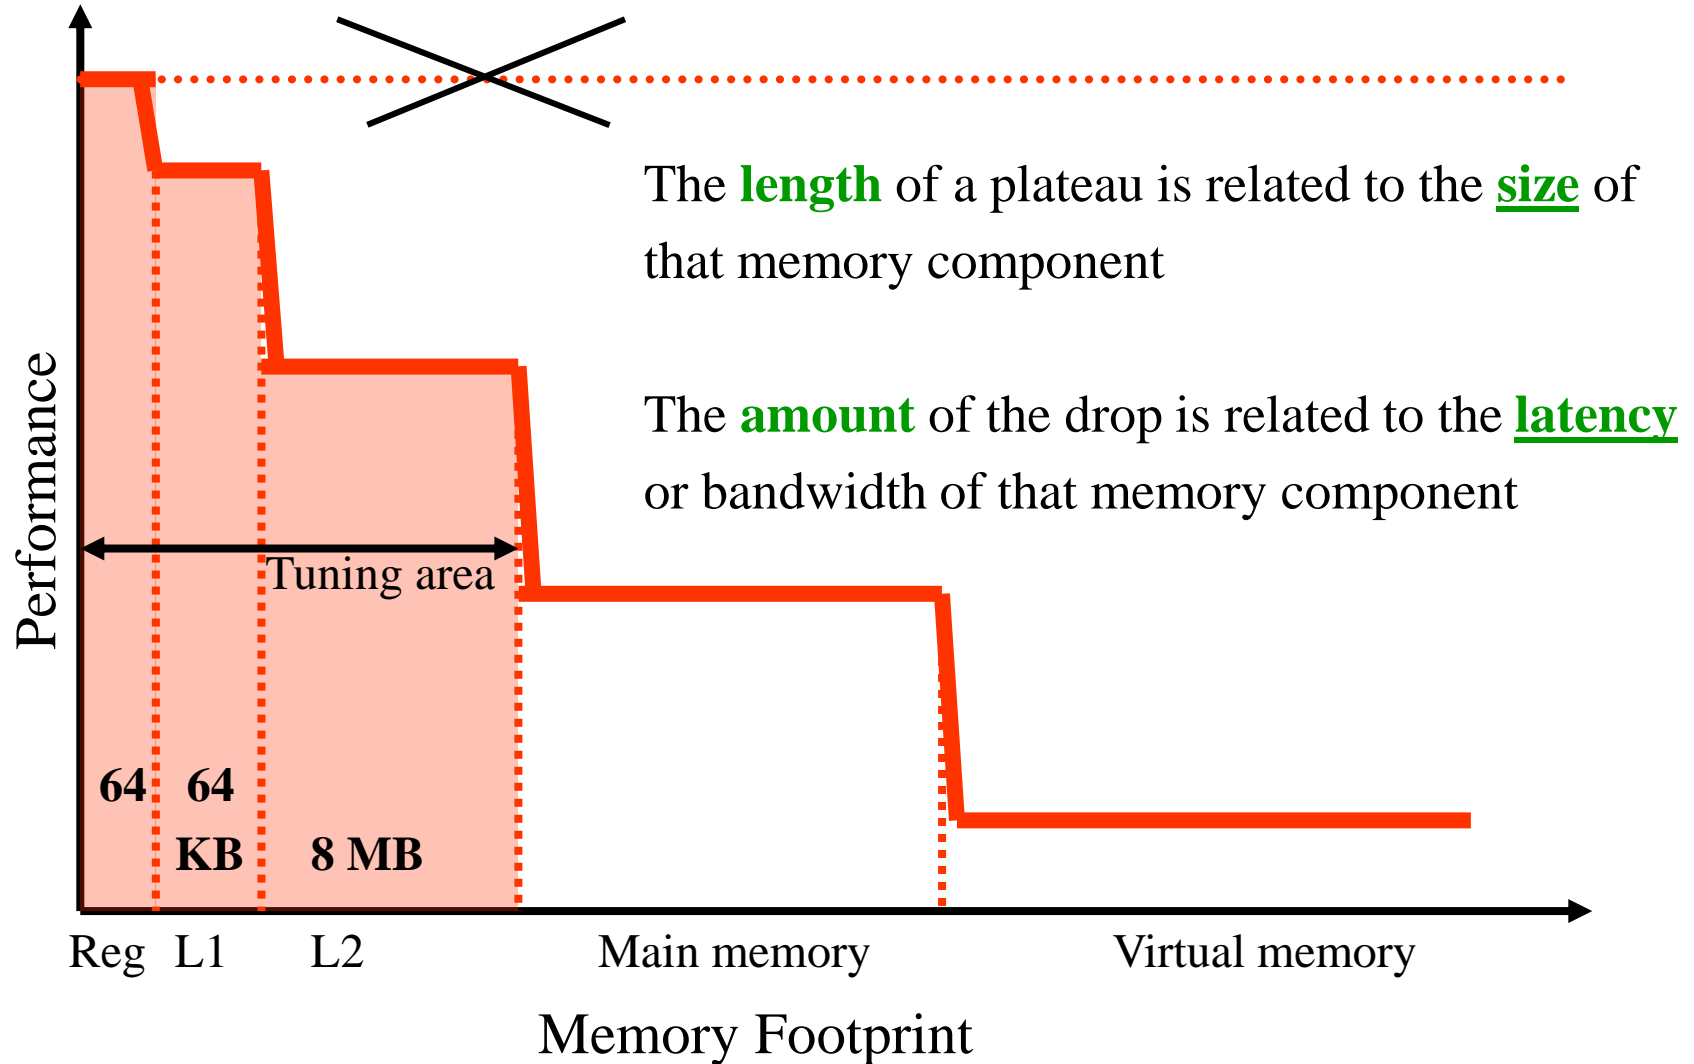 The length of a plateau is related to the size of
that memory component
The amount of the drop is related to the latency
or bandwidth of that memory component
Performance
Tuning area
64
64
KB
8 MB
Reg
L1
L2
Main memory
Virtual memory
Memory Footprint